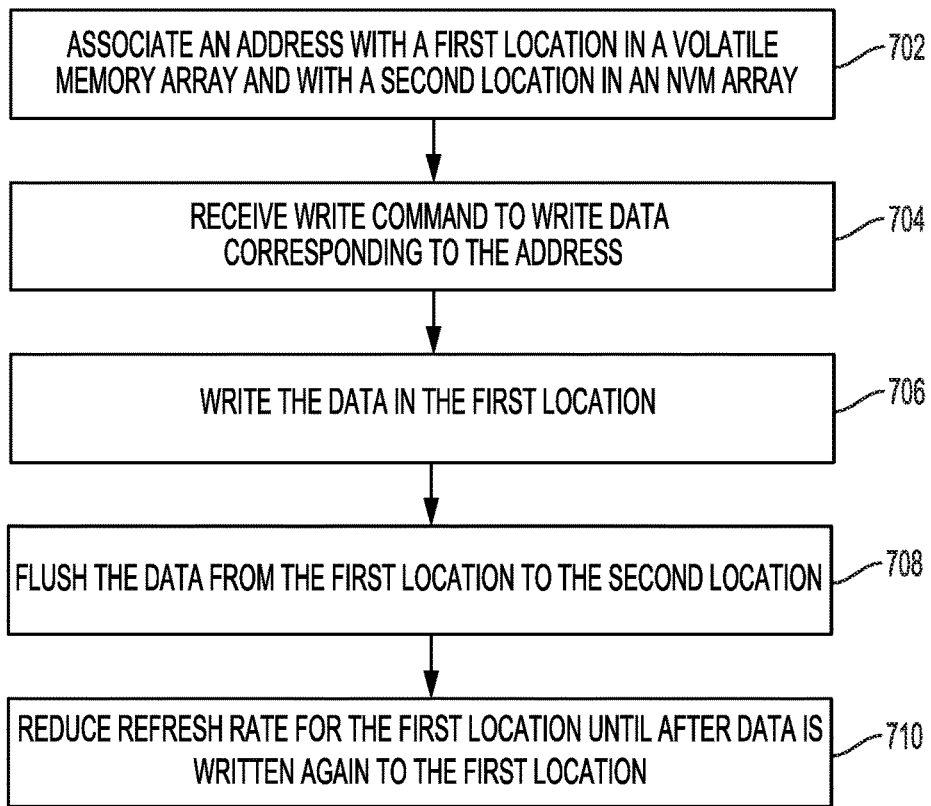 ASSOCIATE AN ADDRESS WITH A FIRST LOCATION IN A VOLATILE
MEMORY ARRAY AND WITH A SECOND LOCATION IN AN NVM ARRAY
702
RECEIVE WRITE COMMAND TO WRITE DATA
CORRESPONDING TO THE ADDRESS
704
WRITE THE DATA IN THE FIRST LOCATION
706
FLUSH THE DATA FROM THE FIRST LOCATION TO THE SECOND LOCATION
708
REDUCE REFRESH RATE FOR THE FIRST LOCATION UNTIL AFTER DATA IS
WRITTEN AGAIN TO THE FIRST LOCATION
710